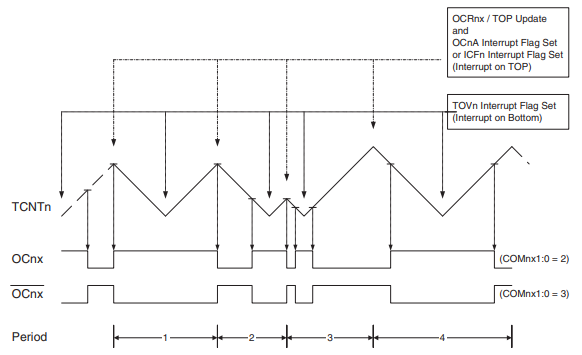 OCRnx / TOP Update
and
OCnA Interrupt Flag Set
or ICFn Interrupt Flag Set
(Interrupt on TOP)
TOVn Interrupt Flag Set
(Interrupt on Bottom)
TCNTn
OCnx
(COMnx1:0 = 2)
OCnx
(COMnx1:0 = 3)
Period
1
2
3
4